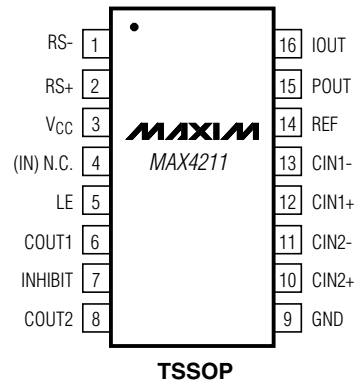 RS- 1 16 IOUT
RS+ 2 15 POUT
VCC 3 MAXIM 14 REF
(IN) N.C. 4 MAX4211 13 CIN1-
LE 5 12 CIN1+
COUT1 6 11 CIN2-
INHIBIT 7 10 CIN2+
COUT2 8 9 GND
TSSOP